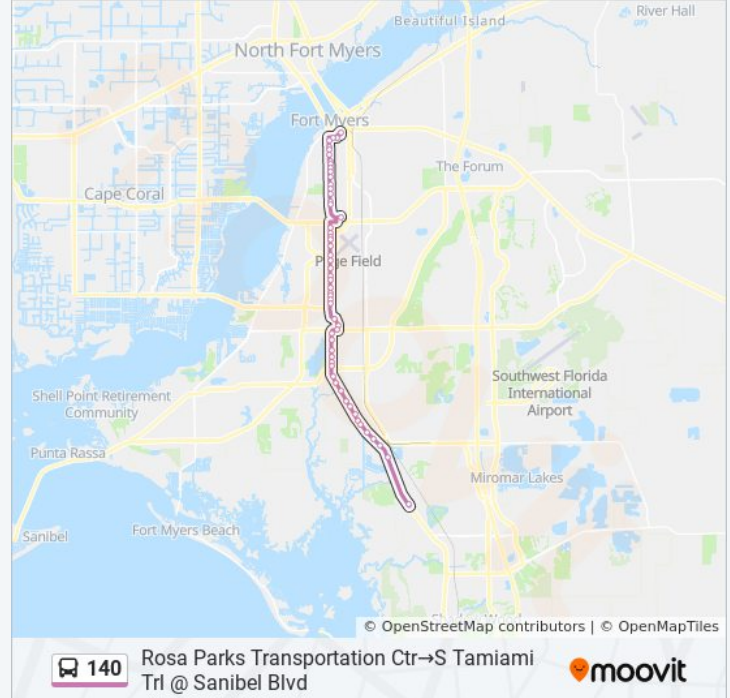 River Hall
Beautiful Island
North Fort Myers
Fort Myers
The Forum
Cape Coral
Page Field
Southwest Florida
International
Airport
Shell Point Retirement
Community
Punta Rassa
Miromar Lakes
Sanibel
Fort Myers Beach
© OpenStreetMap contributors | © OpenMapTiles
140
Rosa Parks Transportation Ctr→S Tamiami
Trl @ Sanibel Blvd
moovit